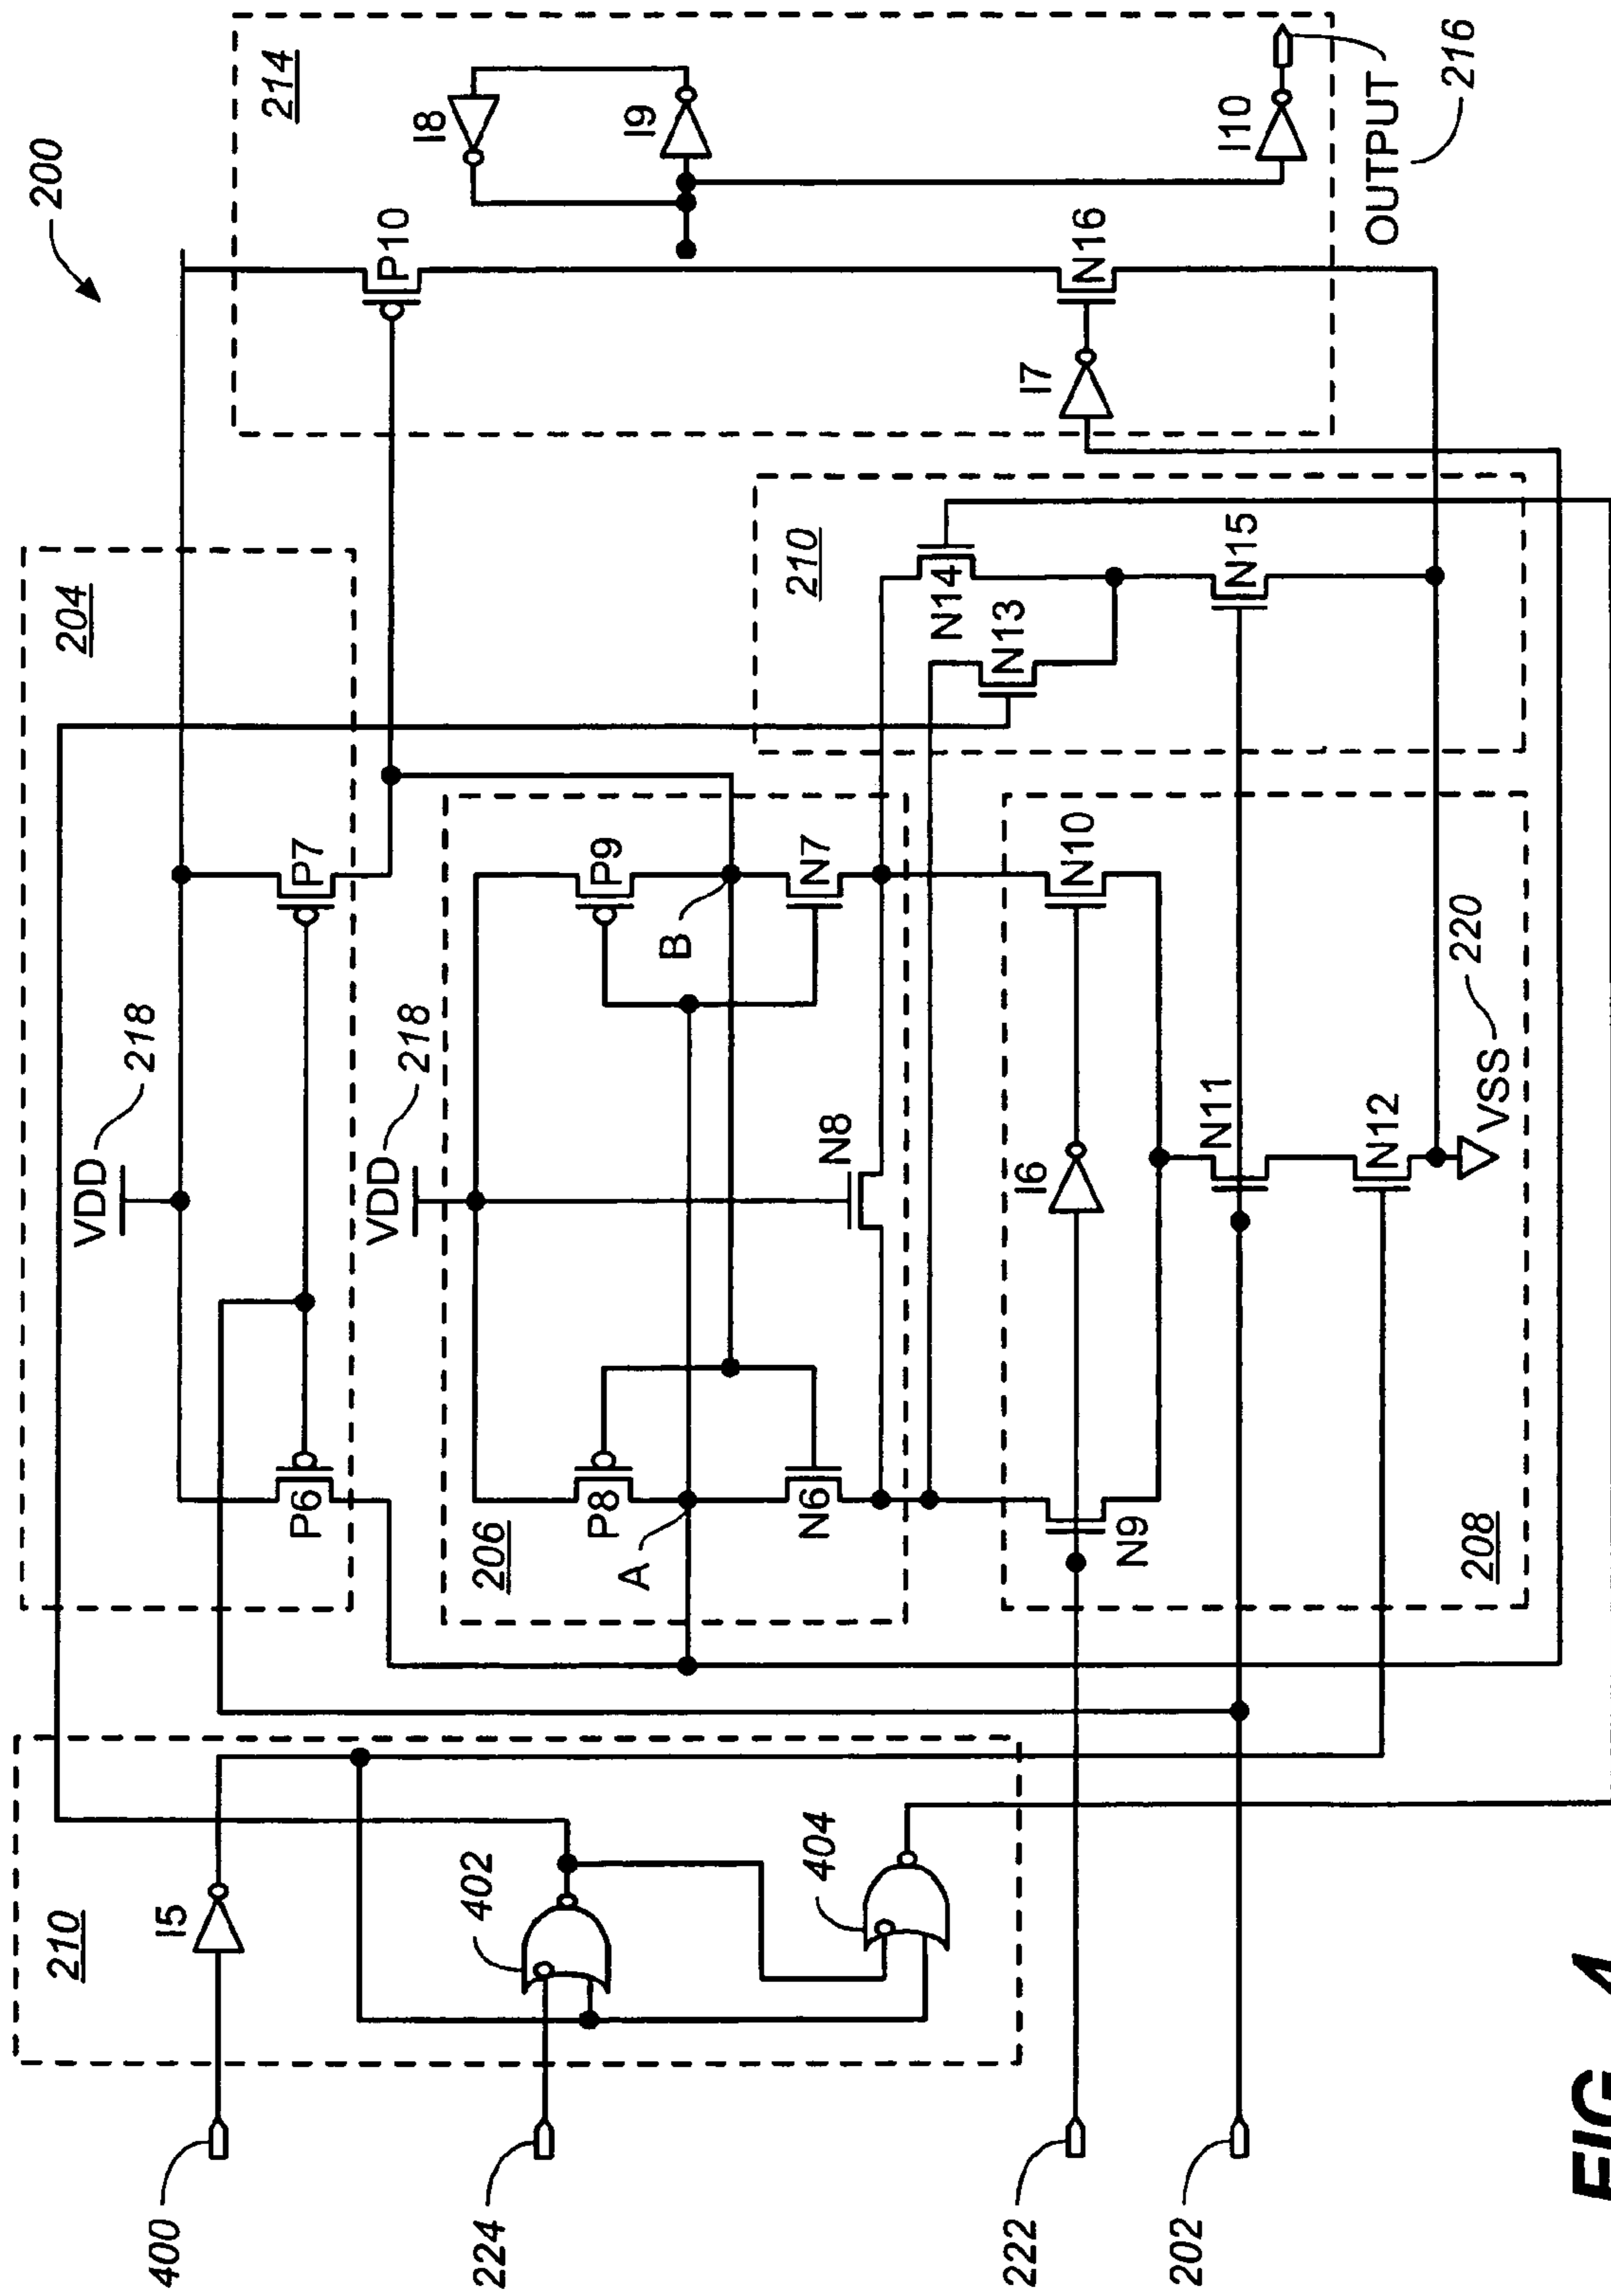 200
204
VDD
218
P6
P7
214
P10
I8
I9
I7
N16
I10
OUTPUT
216
210
I5
402
404
400
224
222
202
206
VDD
218
P8
P9
A
B
N6
N7
N8
210
N14
N13
N15
208
I6
N9
N10
N11
N12
VSS
220
FIG. 4